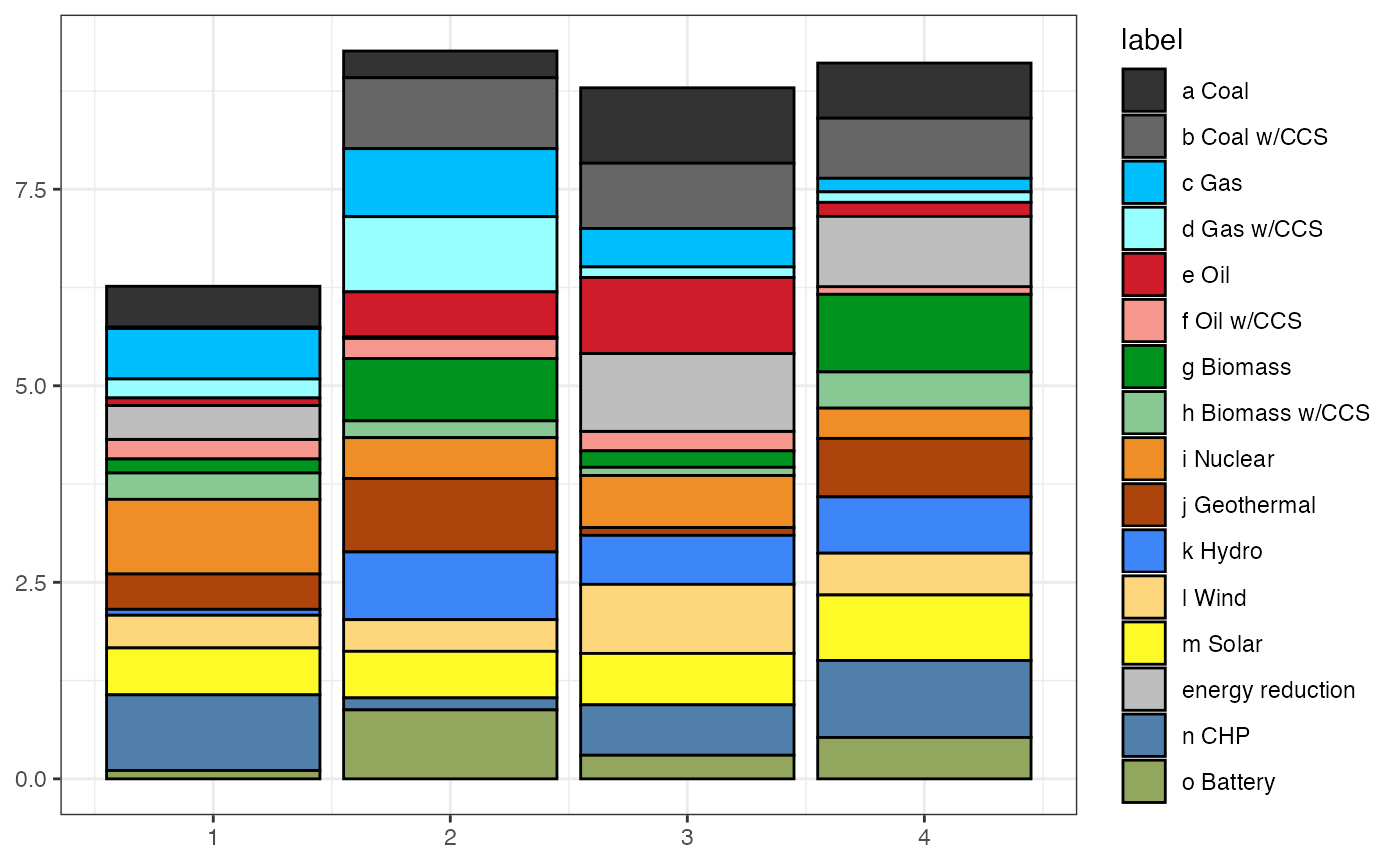 label
a Coal
b Coal w/CCS
c Gas
d Gas w/CCS
e Oil
f Oil w/CCS
g Biomass
h Biomass w/CCS
i Nuclear
j Geothermal
k Hydro
l Wind
m Solar
energy reduction
n CHP
o Battery
7.5
5.0
2.5
0.0
1 2 3 4